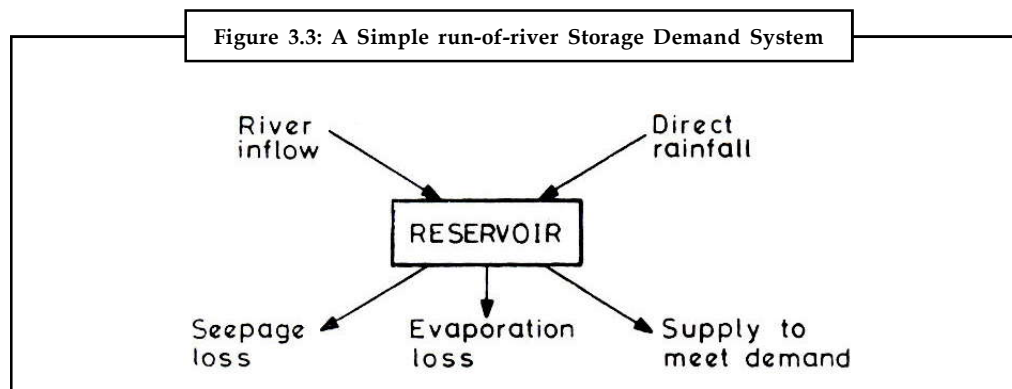 Figure 3.3: A Simple run-of-river Storage Demand System
River
inflow
Direct
rainfall
RESERVOIR
Seepage
loss
Evaporation
loss
Supply to
meet demand